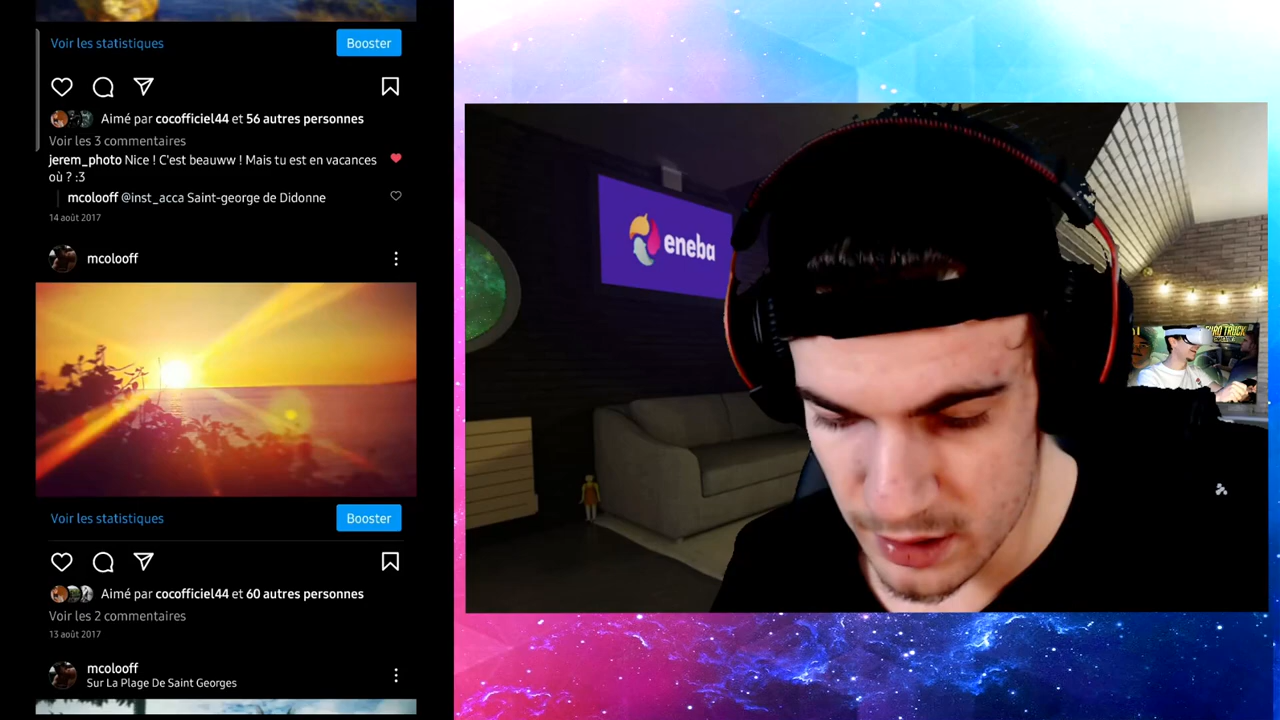 Voir les statistiques
Booster
Aimé par cocofficiel44 et 56 autres personnes
Voir les 3 commentaires
jerem_photo Nice ! C'est beauww ! Mais tu est en vacances
où ? :3
mcolooff @inst_acca Saint-george de Didonne
14 août 2017
mcolooff
Voir les statistiques
Booster
Aimé par cocofficiel44 et 60 autres personnes
Voir les 2 commentaires
13 août 2017
mcolooff
Sur La Plage De Saint Georges
eneba
EURO TRUCK